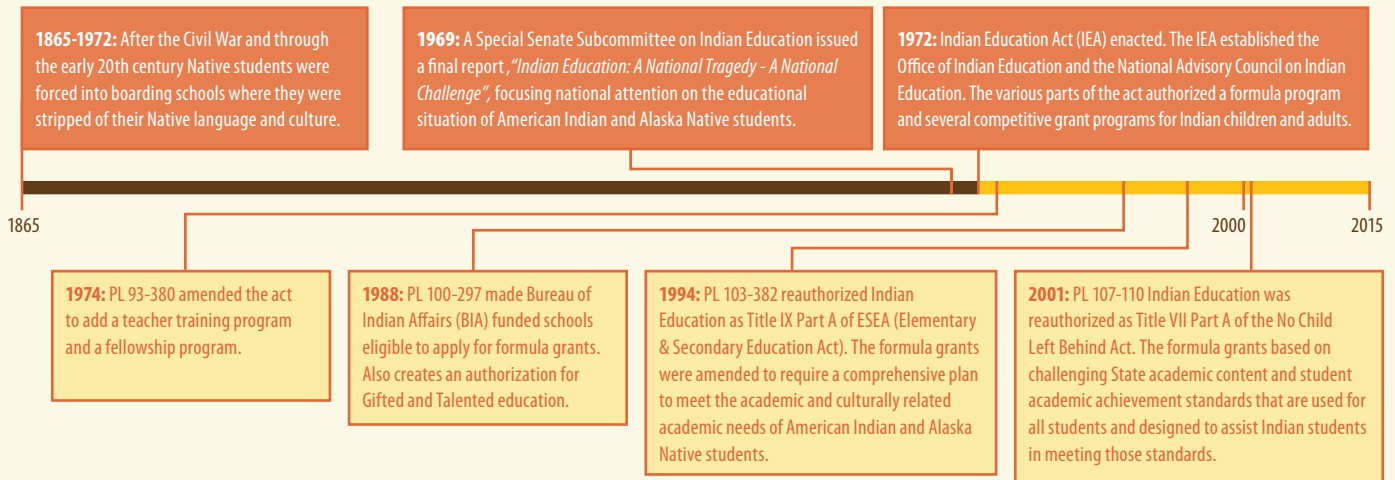 1865-1972: After the Civil War and through
the early 20th century Native students were
forced into boarding schools where they were
stripped of their Native language and culture.
1969: A Special Senate Subcommittee on Indian Education issued
a final report ,“Indian Education: A National Tragedy - A National
Challenge”, focusing national attention on the educational
situation of American Indian and Alaska Native students.
1972: Indian Education Act (IEA) enacted. The IEA established the
Office of Indian Education and the National Advisory Council on Indian
Education. The various parts of the act authorized a formula program
and several competitive grant programs for Indian children and adults.
1865
2000
2015
1974: PL 93-380 amended the act
to add a teacher training program
and a fellowship program.
1988: PL 100-297 made Bureau of
Indian Affairs (BIA) funded schools
eligible to apply for formula grants.
Also creates an authorization for
Gifted and Talented education.
1994: PL 103-382 reauthorized Indian
Education as Title IX Part A of ESEA (Elementary
& Secondary Education Act). The formula grants
were amended to require a comprehensive plan
to meet the academic and culturally related
academic needs of American Indian and Alaska
Native students.
2001: PL 107-110 Indian Education was
reauthorized as Title VII Part A of the No Child
Left Behind Act. The formula grants based on
challenging State academic content and student
academic achievement standards that are used for
all students and designed to assist Indian students
in meeting those standards.